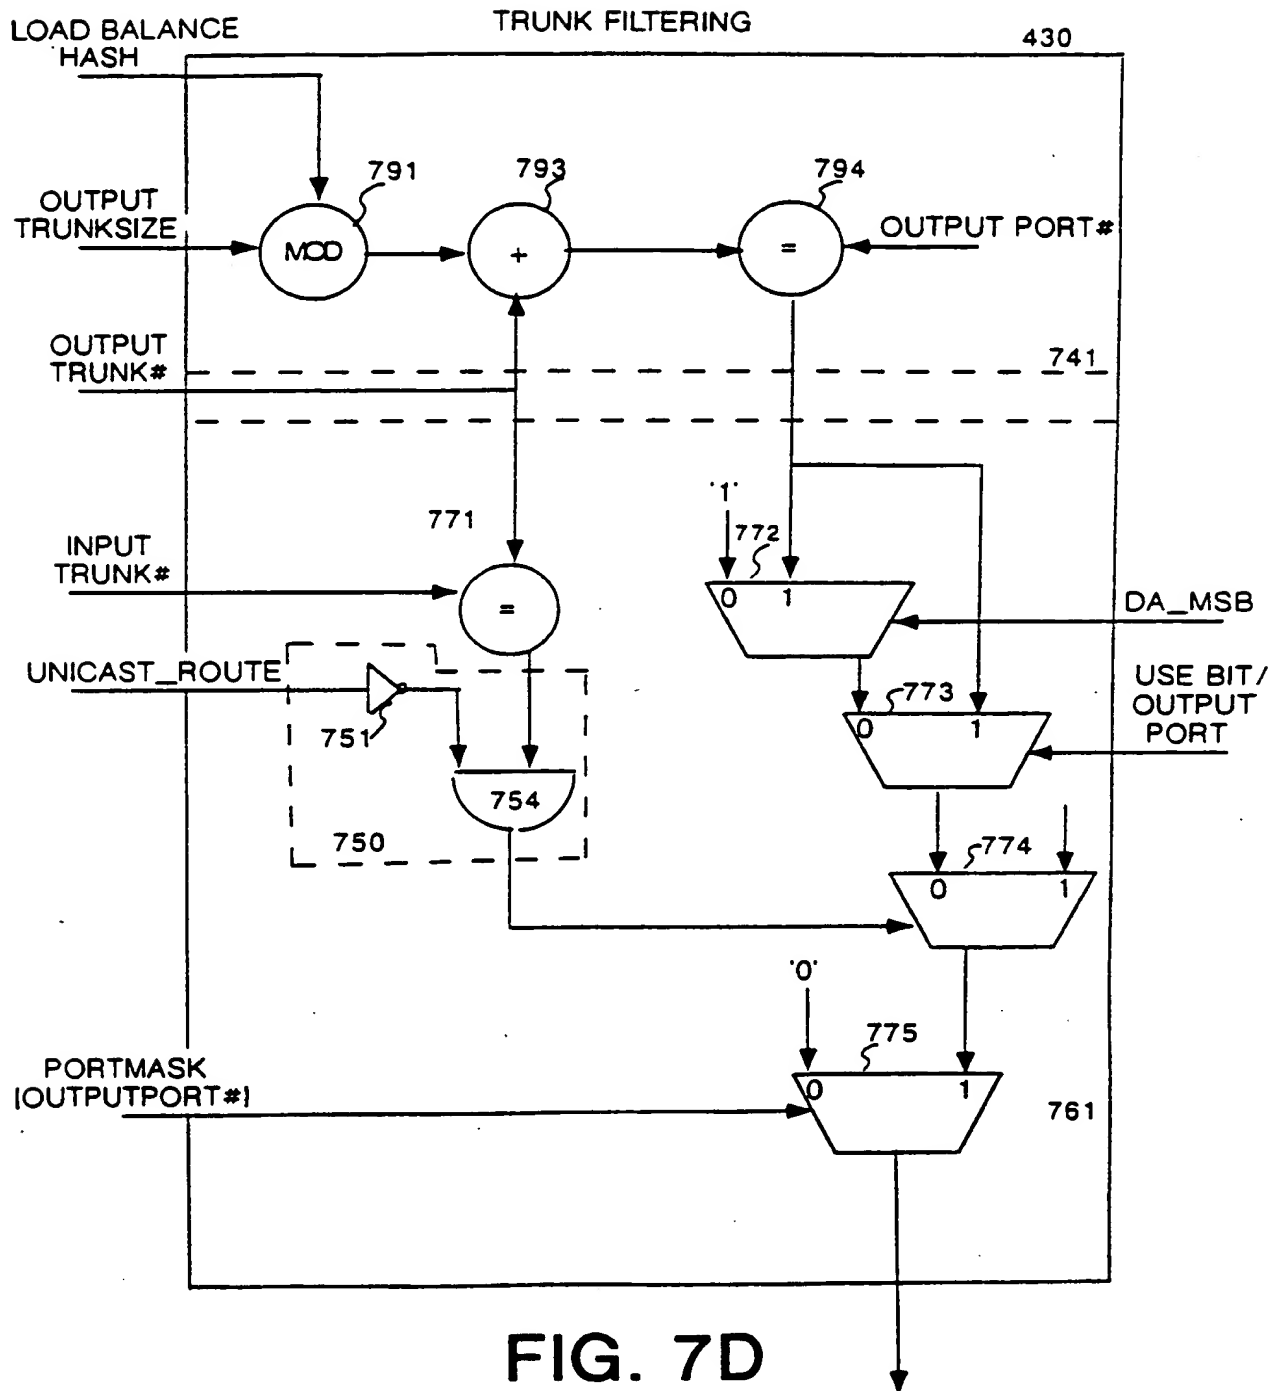 TRUNK FILTERING
430
LOAD BALANCE
HASH
791
793
794
OUTPUT
TRUNKSIZE
MOD
+
=
OUTPUT PORT#
OUTPUT
TRUNK#
741
'1'
771
772
INPUT
TRUNK#
=
0 1
DA_MSB
UNICAST_ROUTE
751
773
0 1
USE BIT/
OUTPUT
PORT
754
750
774
0 1
'0'
775
PORTMASK
[OUTPUTPORT#]
0 1
761
FIG. 7D